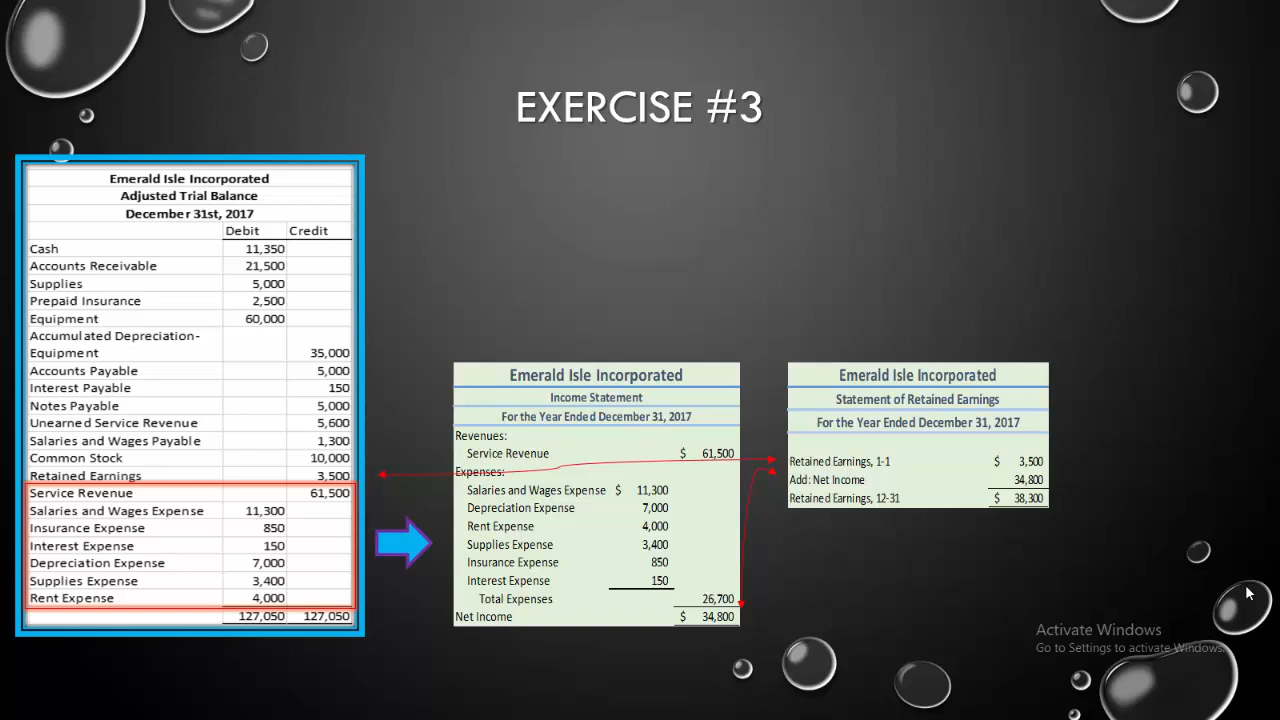 EXERCISE #3
Emerald Isle Incorporated
Adjusted Trial Balance
December 31st, 2017
Debit Credit
Cash 11,350
Accounts Receivable 21,500
Supplies 5,000
Prepaid Insurance 2,500
Equipment 60,000
Accumulated Depreciation-
Equipment 35,000
Accounts Payable 5,000
Interest Payable 150
Notes Payable 5,000
Unearned Service Revenue 5,600
Salaries and Wages Payable 1,300
Common Stock 10,000
Retained Earnings 3,500
Service Revenue 61,500
Salaries and Wages Expense 11,300
Insurance Expense 850
Interest Expense 150
Depreciation Expense 7,000
Supplies Expense 3,400
Rent Expense 4,000
127,050 127,050
Emerald Isle Incorporated
Income Statement
For the Year Ended December 31, 2017
Revenues:
Service Revenue $ 61,500
Expenses:
Salaries and Wages Expense $ 11,300
Depreciation Expense 7,000
Rent Expense 4,000
Supplies Expense 3,400
Insurance Expense 850
Interest Expense 150
Total Expenses 26,700
Net Income $ 34,800
Emerald Isle Incorporated
Statement of Retained Earnings
For the Year Ended December 31, 2017
Retained Earnings, 1-1 $ 3,500
Add: Net Income 34,800
Retained Earnings, 12-31 $ 38,300
Activate Windows
Go to Settings to activate Windows.